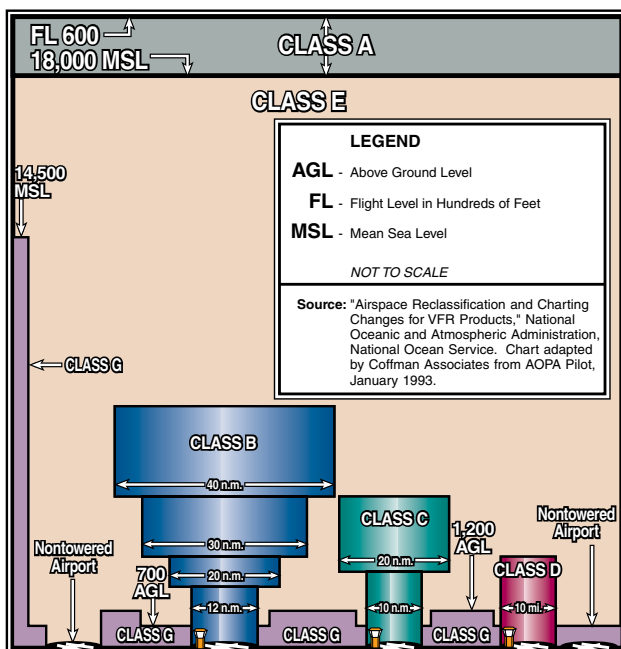 FL 600
18,000 MSL
CLASS A
CLASS E
LEGEND
AGL - Above Ground Level
FL - Flight Level in Hundreds of Feet
MSL - Mean Sea Level
NOT TO SCALE
Source: "Airspace Reclassification and Charting
Changes for VFR Products," National
Oceanic and Atmospheric Administration,
National Ocean Service. Chart adapted
by Coffman Associates from AOPA Pilot,
January 1993.
14,500
MSL
CLASS G
CLASS B
40 n.m.
30 n.m.
20 n.m.
12 n.m.
CLASS C
20 n.m.
10 n.m.
1,200
AGL
Nontowered
Airport
CLASS D
10 mi.
Nontowered
Airport
700
AGL
CLASS G
CLASS G
CLASS G